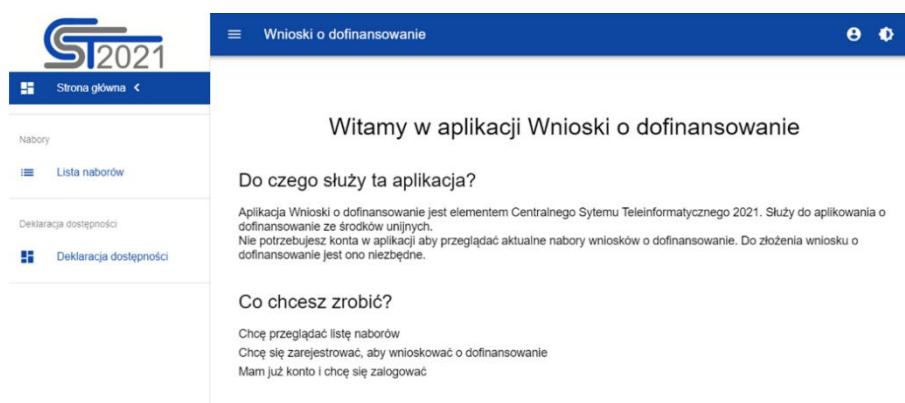 CST2021
Strona główna
Nabory
Lista naborów
Deklaracja dostępności
Deklaracja dostępności
Wnioski o dofinansowanie
Witamy w aplikacji Wnioski o dofinansowanie
Do czego służy ta aplikacja?
Aplikacja Wnioski o dofinansowanie jest elementem Centralnego Sytemu Teleinformatycznego 2021. Służy do aplikowania o
dofinansowanie ze środków unijnych.
Nie potrzebujesz konta w aplikacji aby przeglądać aktualne nabory wniosków o dofinansowanie. Do złożenia wniosku o
dofinansowanie jest ono niezbędne.
Co chcesz zrobić?
Chcę przeglądać listę naborów
Chcę się zarejestrować, aby wnioskować o dofinansowanie
Mam już konto i chcę się zalogować